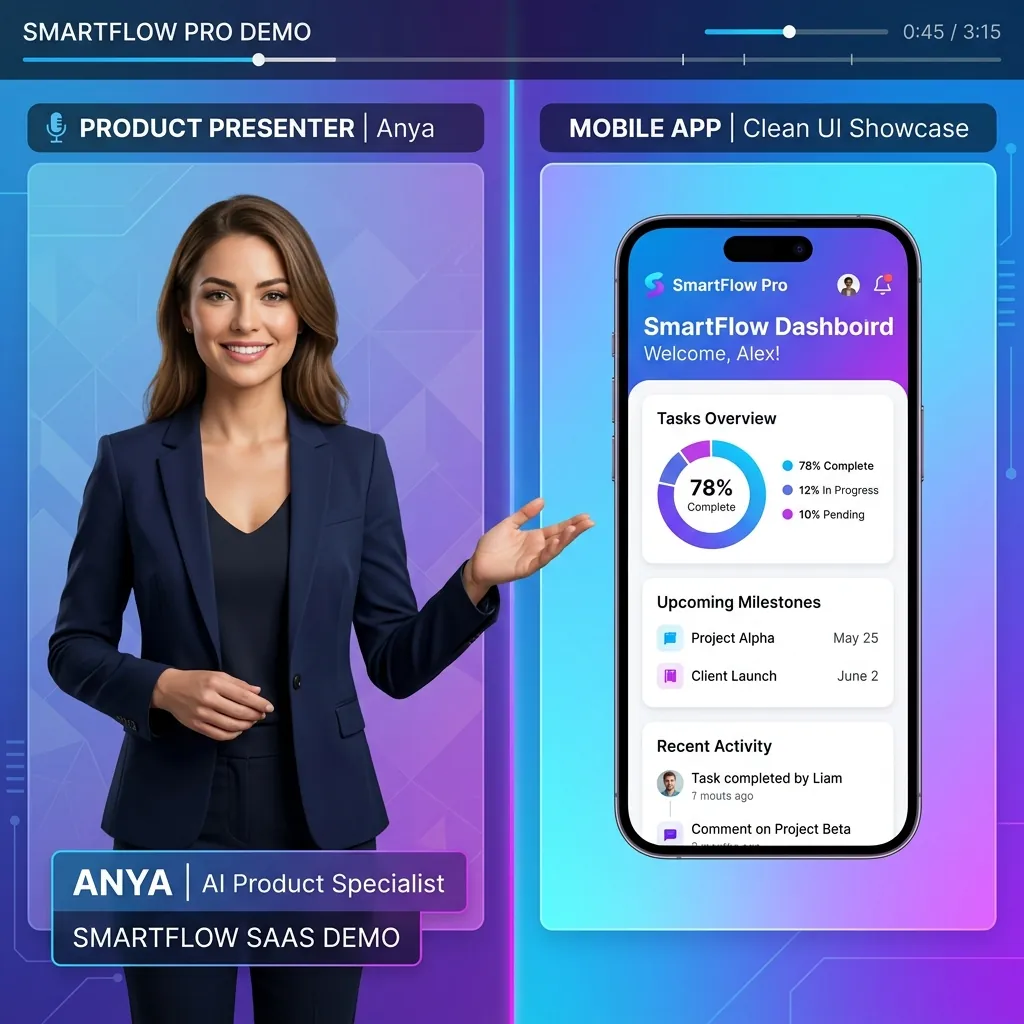 SMARTFLOW PRO DEMO
0:45 / 3:15
PRODUCT PRESENTER | Anya
MOBILE APP | Clean UI Showcase
SmartFlow Pro
SmartFlow Dashboırd
Welcome, Alex!
Tasks Overview
78%
Complete
78% Complete
12% In Progress
10% Pending
Upcoming Milestones
Project Alpha May 25
Client Launch June 2
Recent Activity
Task completed by Liam
7 mouts ago
Comment on Project Beta
ANYA | AI Product Specialist
SMARTFLOW SAAS DEMO